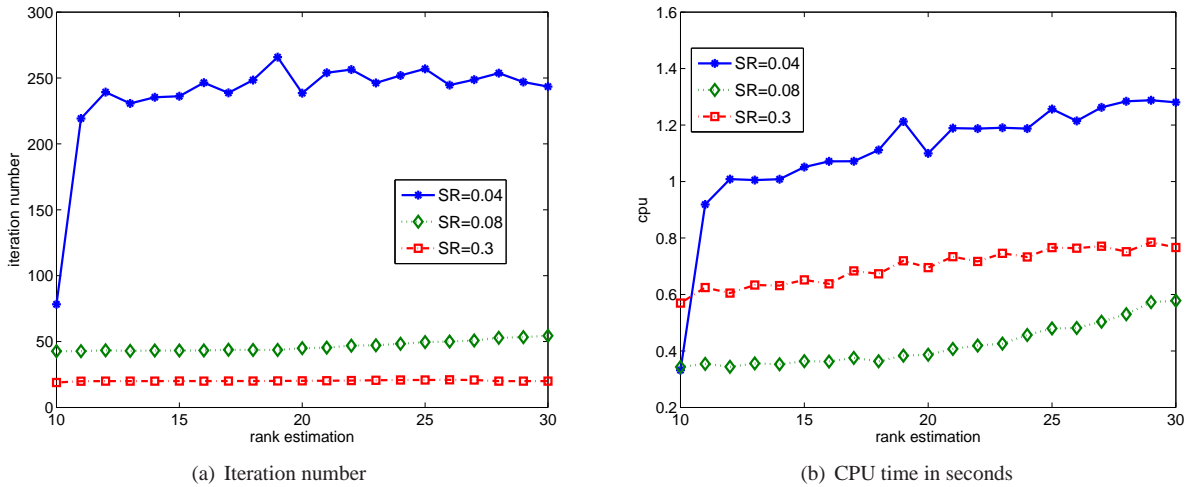 300
250
200
150
100
50
0
10
15
20
25
30
rank estimation
iteration number
SR=0.04
SR=0.08
SR=0.3
(a) Iteration number
1.6
1.4
1.2
1
0.8
0.6
0.4
0.2
10
15
20
25
30
rank estimation
cpu
SR=0.04
SR=0.08
SR=0.3
(b) CPU time in seconds